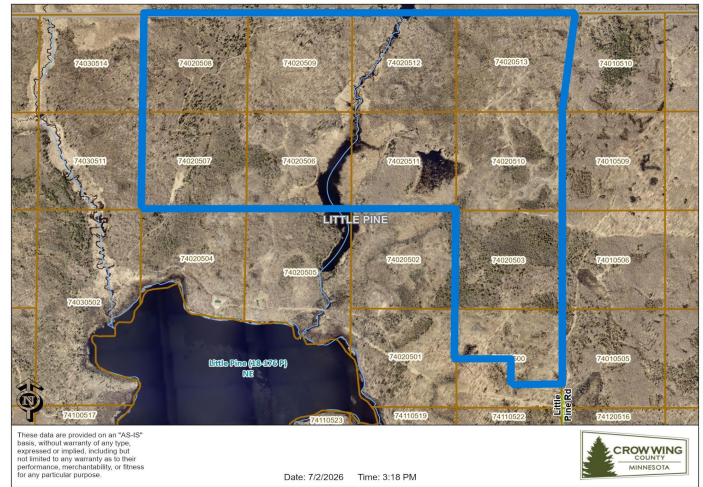 74030514
74020508
74020509
74020512
74020513
74010510
74030511
74020507
74020506
74020511
74020510
74010509
LITTLE PINE
74020504
74020505
74020502
74020503
74010506
74030502
Little Pine (18-176 P)
NE
74020501
500
74010505
Little
Pine Rd
N
74100517
74110523
74110519
74110522
74120516
These data are provided on an "AS-IS"
basis, without warranty of any type,
expressed or implied, including but
not limited to any warranty as to their
performance, merchantability, or fitness
for any particular purpose.
Date: 7/2/2026 Time: 3:18 PM
CROW WING
COUNTY
MINNESOTA